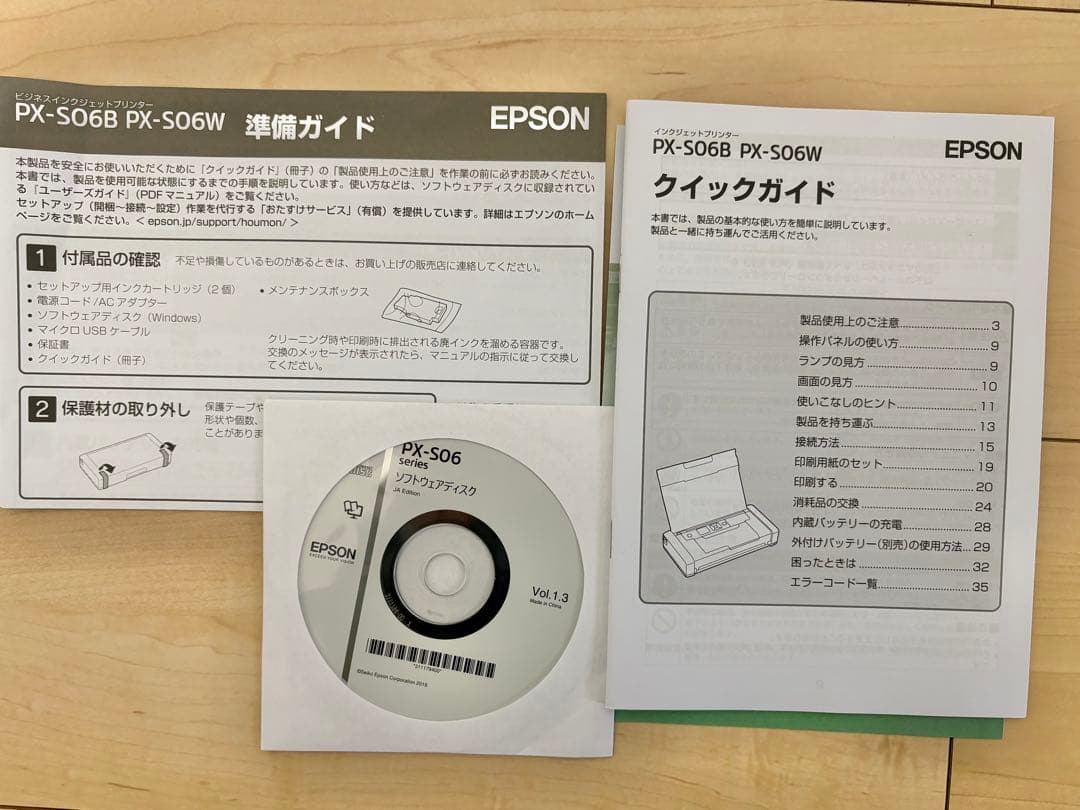 ビジネスインクジェットプリンター
PX-S06B PX-S06W 準備ガイド
EPSON
本製品を安全にお使いいただくために『クイックガイド』（冊子）の「製品使用上のご注意」を作業の前に必ずお読みください。
本書では、製品を使用可能な状態にするまでの手順を説明しています。使い方などは、ソフトウェアディスクに収録されてい
る『ユーザーズガイド』（PDF マニュアル）をご覧ください。
セットアップ（開梱～接続～設定）作業を代行する「おたすけサービス」（有償）を提供しています。詳細はエプソンのホーム
ページをご覧ください。< epson.jp/support/houmon/ >
1 付属品の確認 不足や損傷しているものがあるときは、お買い上げの販売店に連絡してください。
• セットアップ用インクカートリッジ（2 個）
• 電源コード /AC アダプター
• ソフトウェアディスク（Windows）
• マイクロ USB ケーブル
• 保証書
• クイックガイド（冊子）
• メンテナンスボックス
クリーニング時や印刷時に排出される廃インクを溜める容器です。
交換のメッセージが表示されたら、マニュアルの指示に従って交換し
てください。
2 保護材の取り外し
保護テープや
形状や個数、
ことがありま
PX-S06
series
ソフトウェアディスク
JA Edition
EPSON
EXCEED YOUR VISION
Vol.1.3
Made in China
*211179400*
©Seiko Epson Corporation 2019.
インクジェットプリンター
PX-S06B PX-S06W
EPSON
クイックガイド
本書では、製品の基本的な使い方を簡単に説明しています。
製品と一緒に持ち運んでご活用ください。
製品使用上のご注意 3
操作パネルの使い方 9
ランプの見方 9
画面の見方 10
使いこなしのヒント 11
製品を持ち運ぶ 13
接続方法 15
印刷用紙のセット 19
印刷する 20
消耗品の交換 24
内蔵バッテリーの充電 28
外付けバッテリー（別売）の使用方法 29
困ったときは 32
エラーコード一覧 35